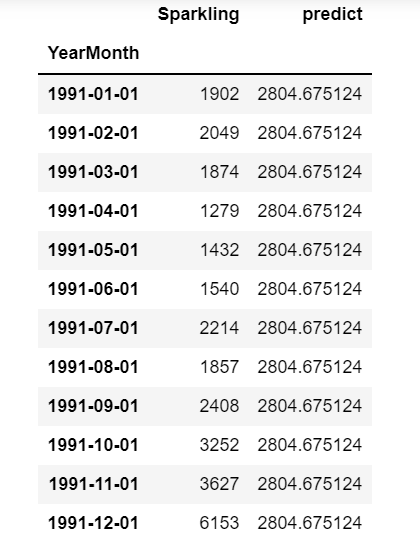 Sparkling predict
YearMonth
1991-01-01 1902 2804.675124
1991-02-01 2049 2804.675124
1991-03-01 1874 2804.675124
1991-04-01 1279 2804.675124
1991-05-01 1432 2804.675124
1991-06-01 1540 2804.675124
1991-07-01 2214 2804.675124
1991-08-01 1857 2804.675124
1991-09-01 2408 2804.675124
1991-10-01 3252 2804.675124
1991-11-01 3627 2804.675124
1991-12-01 6153 2804.675124